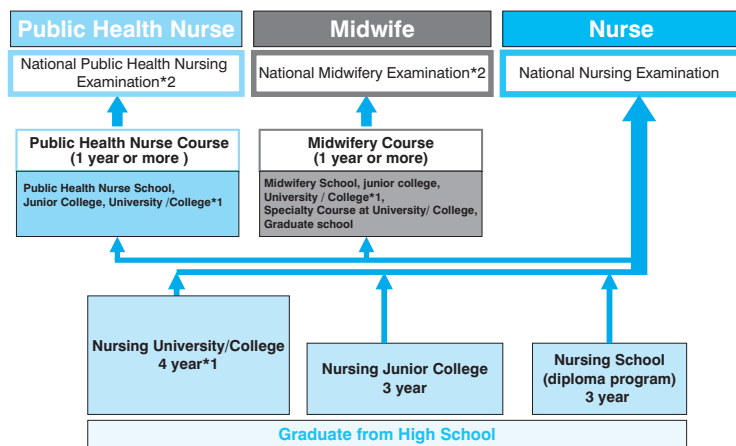 Public Health Nurse
Midwife
Nurse
National Public Health Nursing
Examination*2
National Midwifery Examination*2
National Nursing Examination
Public Health Nurse Course
(1 year or more )
Midwifery Course
(1 year or more)
Public Health Nurse School,
Junior College, University /College*1
Midwifery School, junior college,
University / College*1,
Specialty Course at University/ College,
Graduate school
Nursing University/College
4 year*1
Nursing Junior College
3 year
Nursing School
(diploma program)
3 year
Graduate from High School